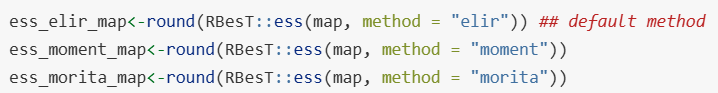 ess_elir_map<-round(RBesT::ess(map, method = "elir")) ## default method
ess_moment_map<-round(RBesT::ess(map, method = "moment"))
ess_morita_map<-round(RBesT::ess(map, method = "morita"))